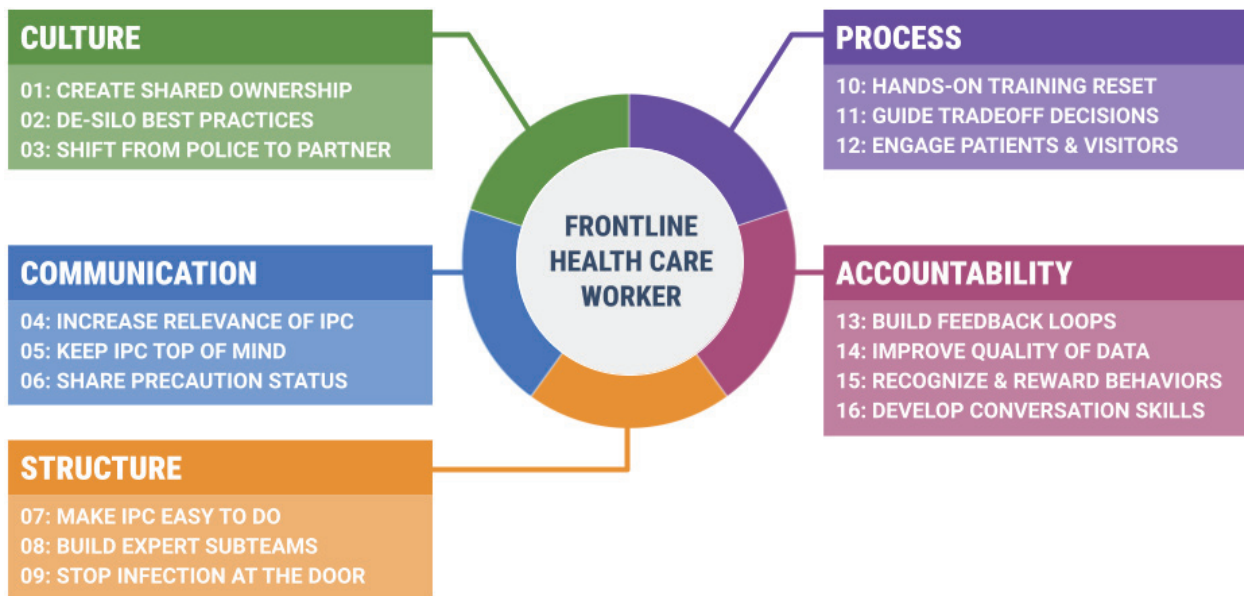 CULTURE
01: CREATE SHARED OWNERSHIP
02: DE-SILO BEST PRACTICES
03: SHIFT FROM POLICE TO PARTNER
COMMUNICATION
04: INCREASE RELEVANCE OF IPC
05: KEEP IPC TOP OF MIND
06: SHARE PRECAUTION STATUS
STRUCTURE
07: MAKE IPC EASY TO DO
08: BUILD EXPERT SUBTEAMS
09: STOP INFECTION AT THE DOOR
FRONTLINE
HEALTH CARE
WORKER
PROCESS
10: HANDS-ON TRAINING RESET
11: GUIDE TRADEOFF DECISIONS
12: ENGAGE PATIENTS & VISITORS
ACCOUNTABILITY
13: BUILD FEEDBACK LOOPS
14: IMPROVE QUALITY OF DATA
15: RECOGNIZE & REWARD BEHAVIORS
16: DEVELOP CONVERSATION SKILLS